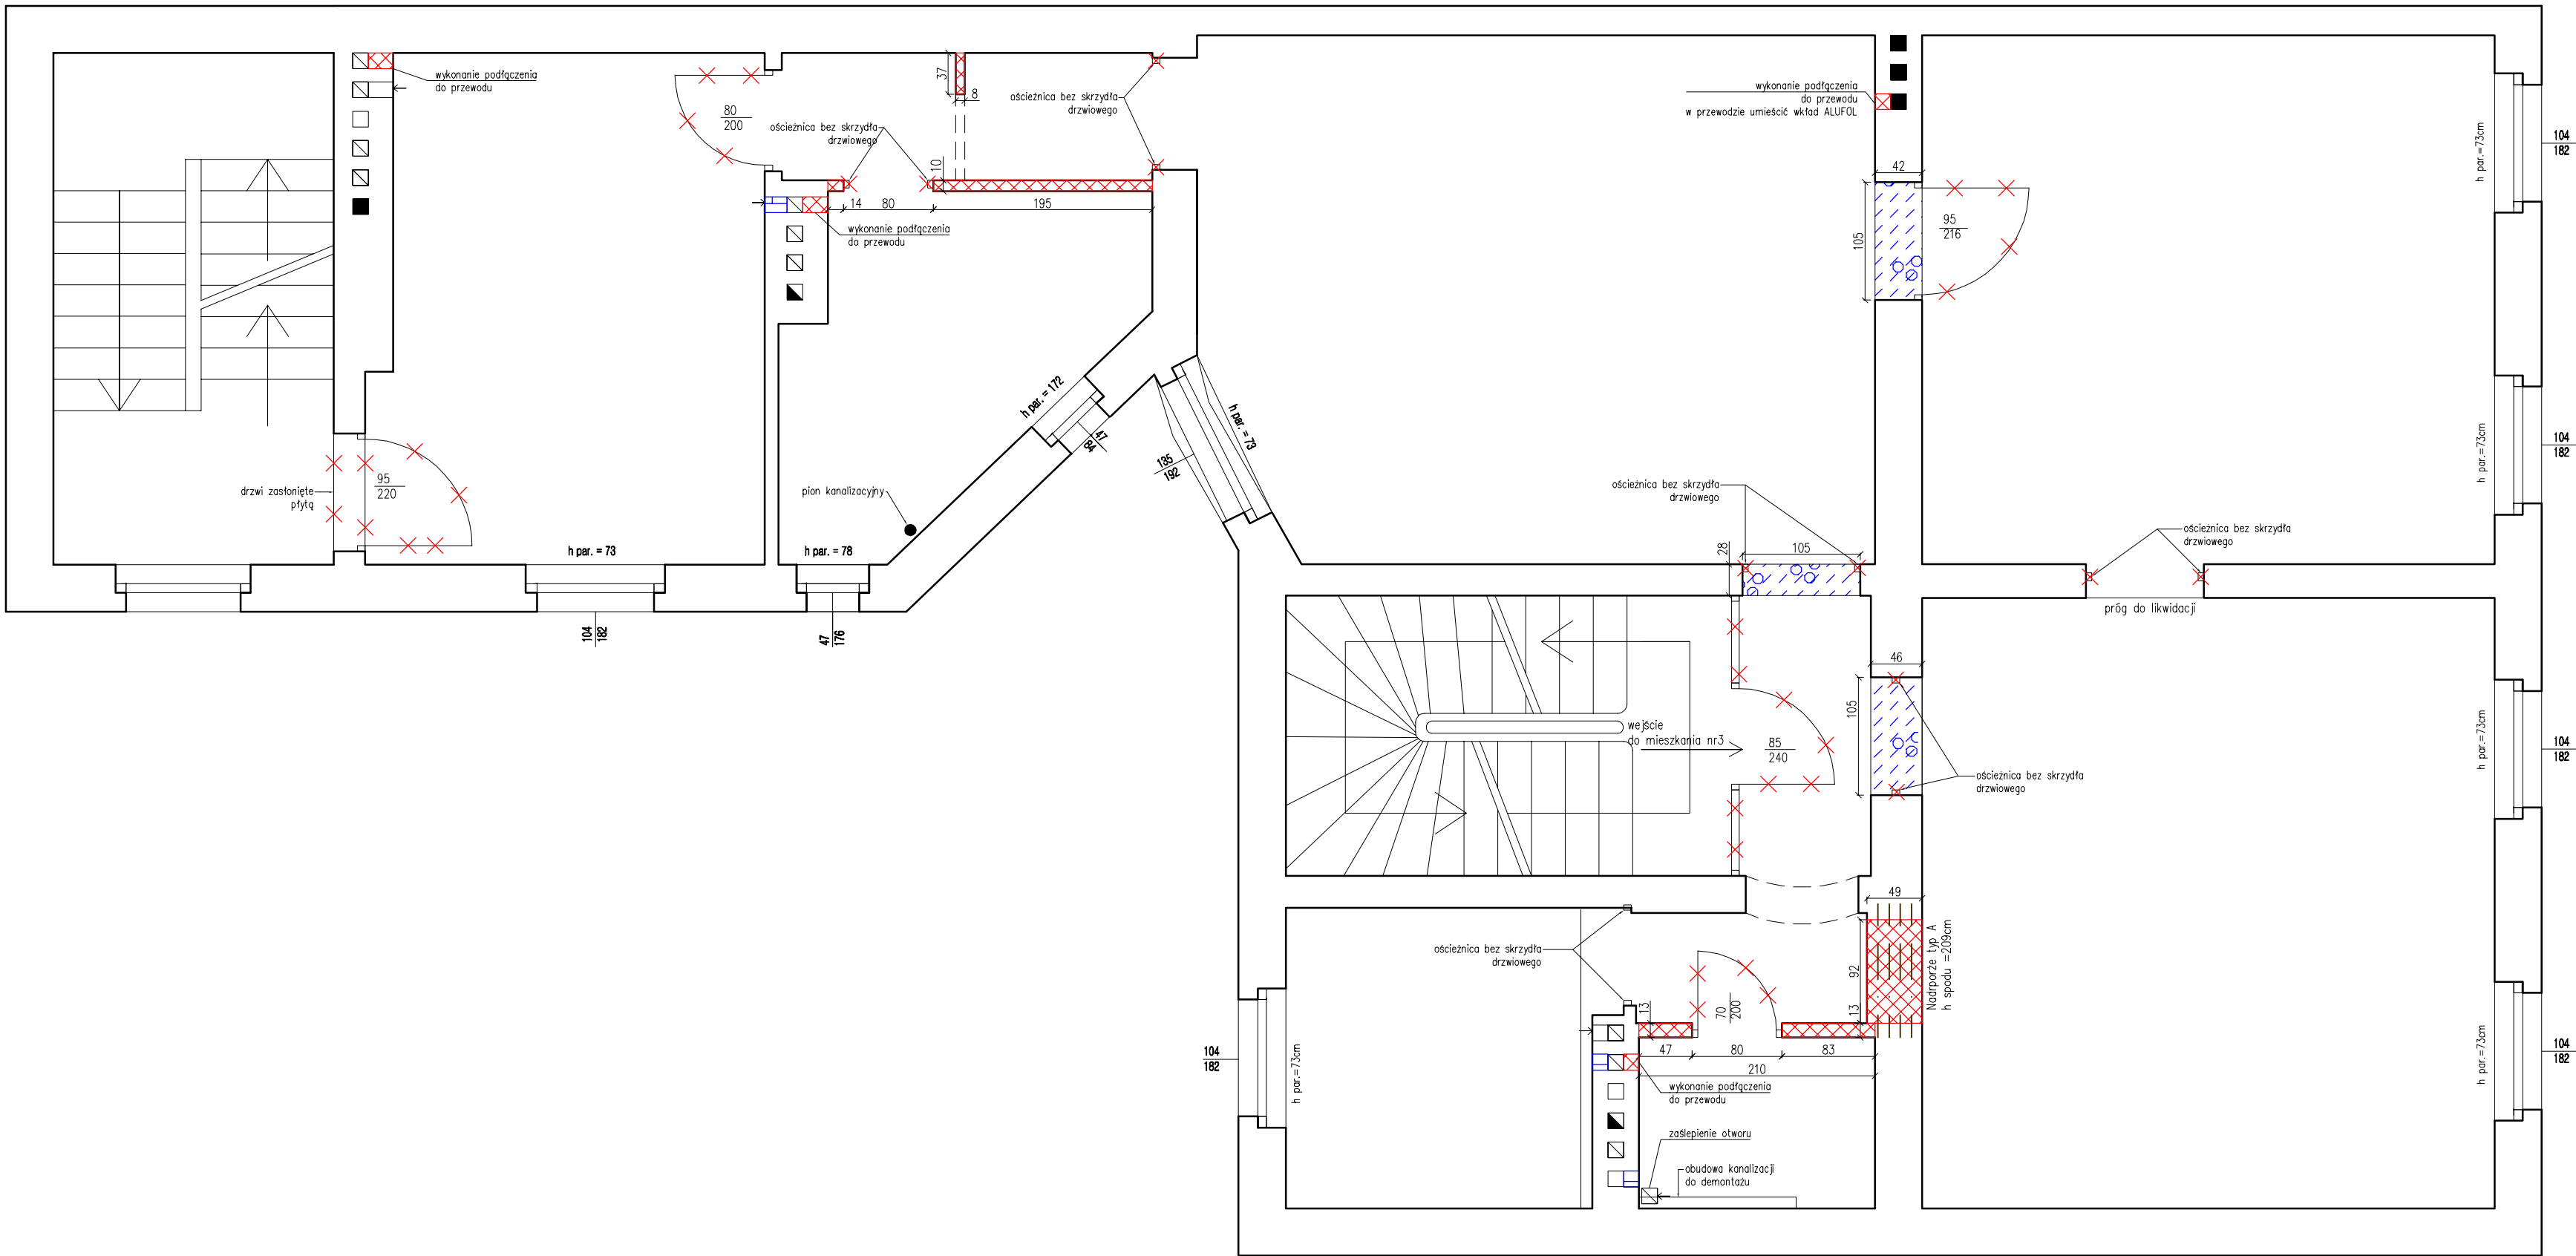 wykonanie podłączenia
do przewodu
80
200
37
8
ościeżnica bez skrzydła
drzwiowego
ościeżnica bez skrzydła
drzwiowego
10
14
80
195
wykonanie podłączenia
do przewodu
wykonanie podłączenia
do przewodu
w przewodzie umieścić wkład ALUFOL
42
105
95
216
h par.=73cm
104
182
h par.=73cm
104
182
drzwi zasłonięte
płytą
95
220
h par. = 73
104
182
pion kanalizacyjny
h par. = 78
47
176
h par. = 172
47
84
135
192
h par. = 73
ościeżnica bez skrzydła
drzwiowego
28
105
ościeżnica bez skrzydła
drzwiowego
próg do likwidacji
46
105
wejście
do mieszkania nr3
85
240
ościeżnica bez skrzydła
drzwiowego
h par.=73cm
104
182
49
92
13
Nadproże typ A
h spodu =209cm
ościeżnica bez skrzydła
drzwiowego
13
70
200
47
80
83
210
wykonanie podłączenia
do przewodu
zaślepienie otworu
obudowa kanalizacji
do demontażu
104
182
h par.=73cm
h par.=73cm
104
182